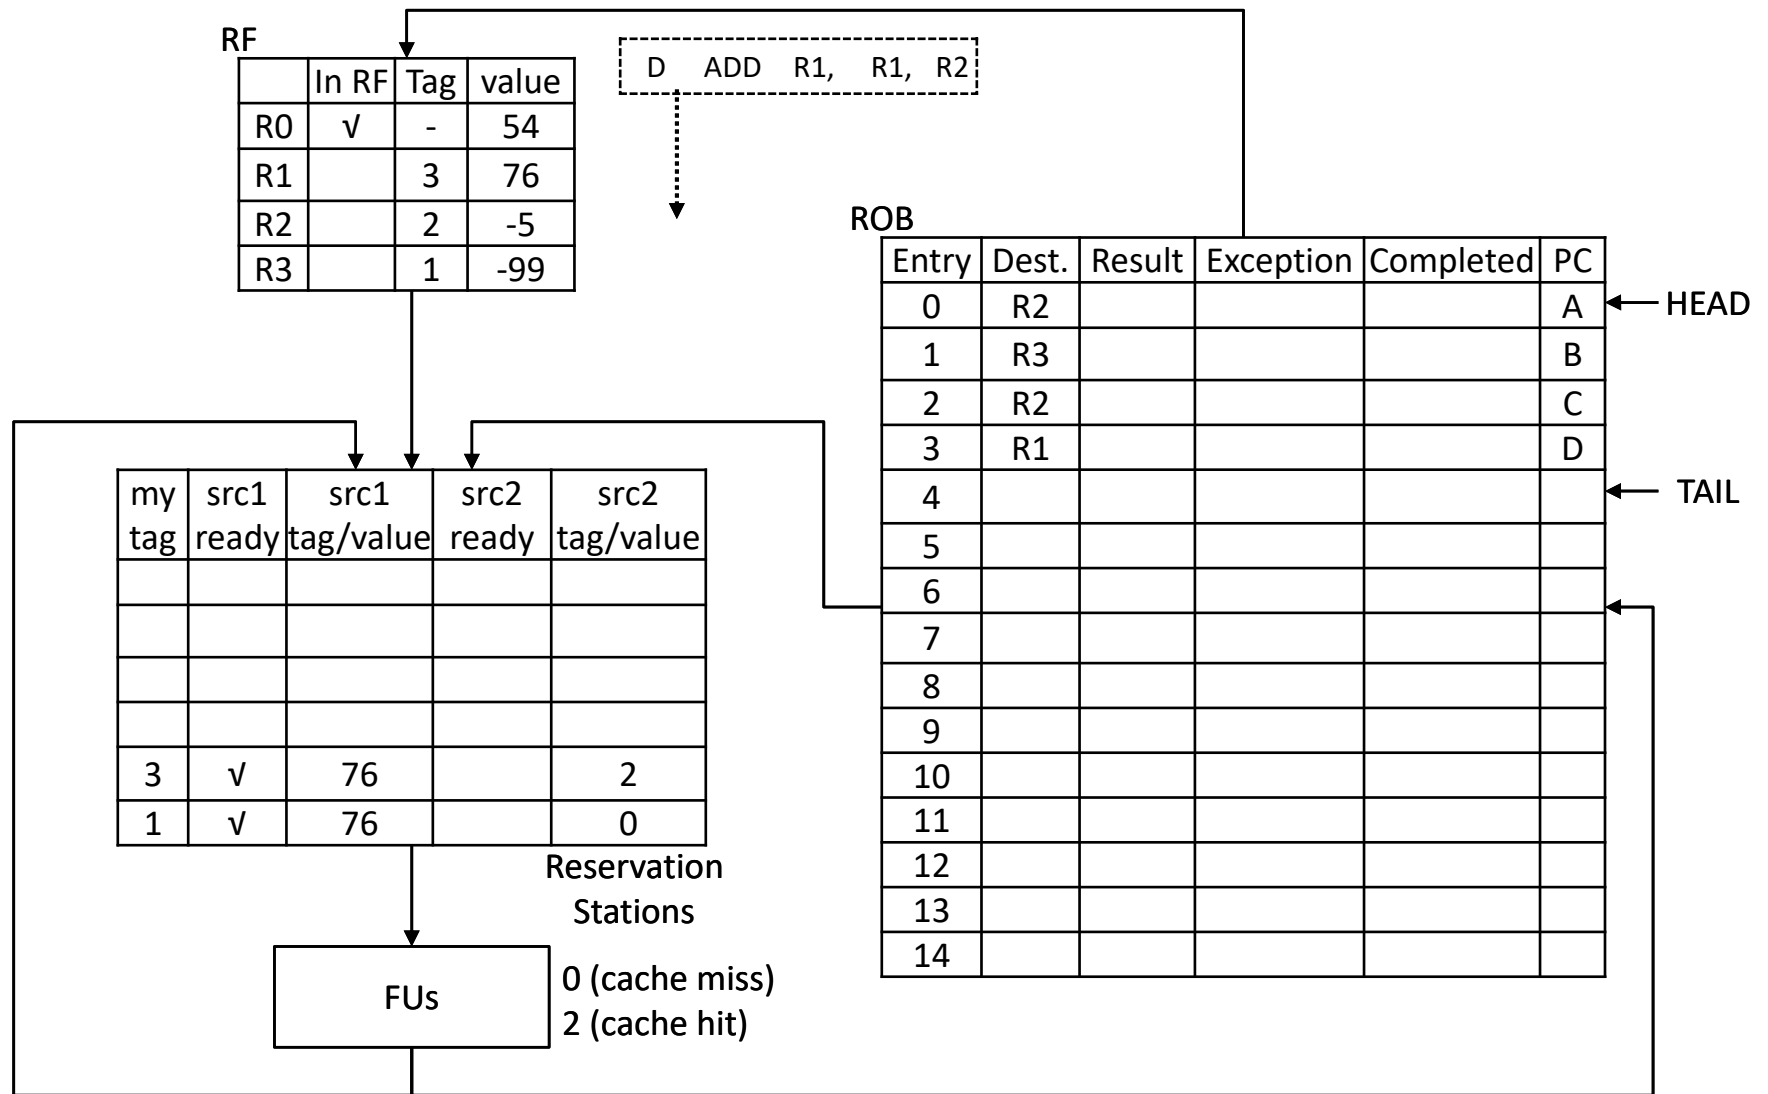 RF
D ADD R1, R1, R2
In RF Tag value
R0 √ - 54
R1 3 76
R2 2 -5
R3 1 -99
ROB
Entry Dest. Result Exception Completed PC
0 R2 A
HEAD
1 R3 B
2 R2 C
3 R1 D
4
TAIL
5
6
7
8
9
10
11
12
13
14
my tag src1 ready src1 tag/value src2 ready src2 tag/value
3 √ 76 2
1 √ 76 0
Reservation
Stations
FUs
0 (cache miss)
2 (cache hit)